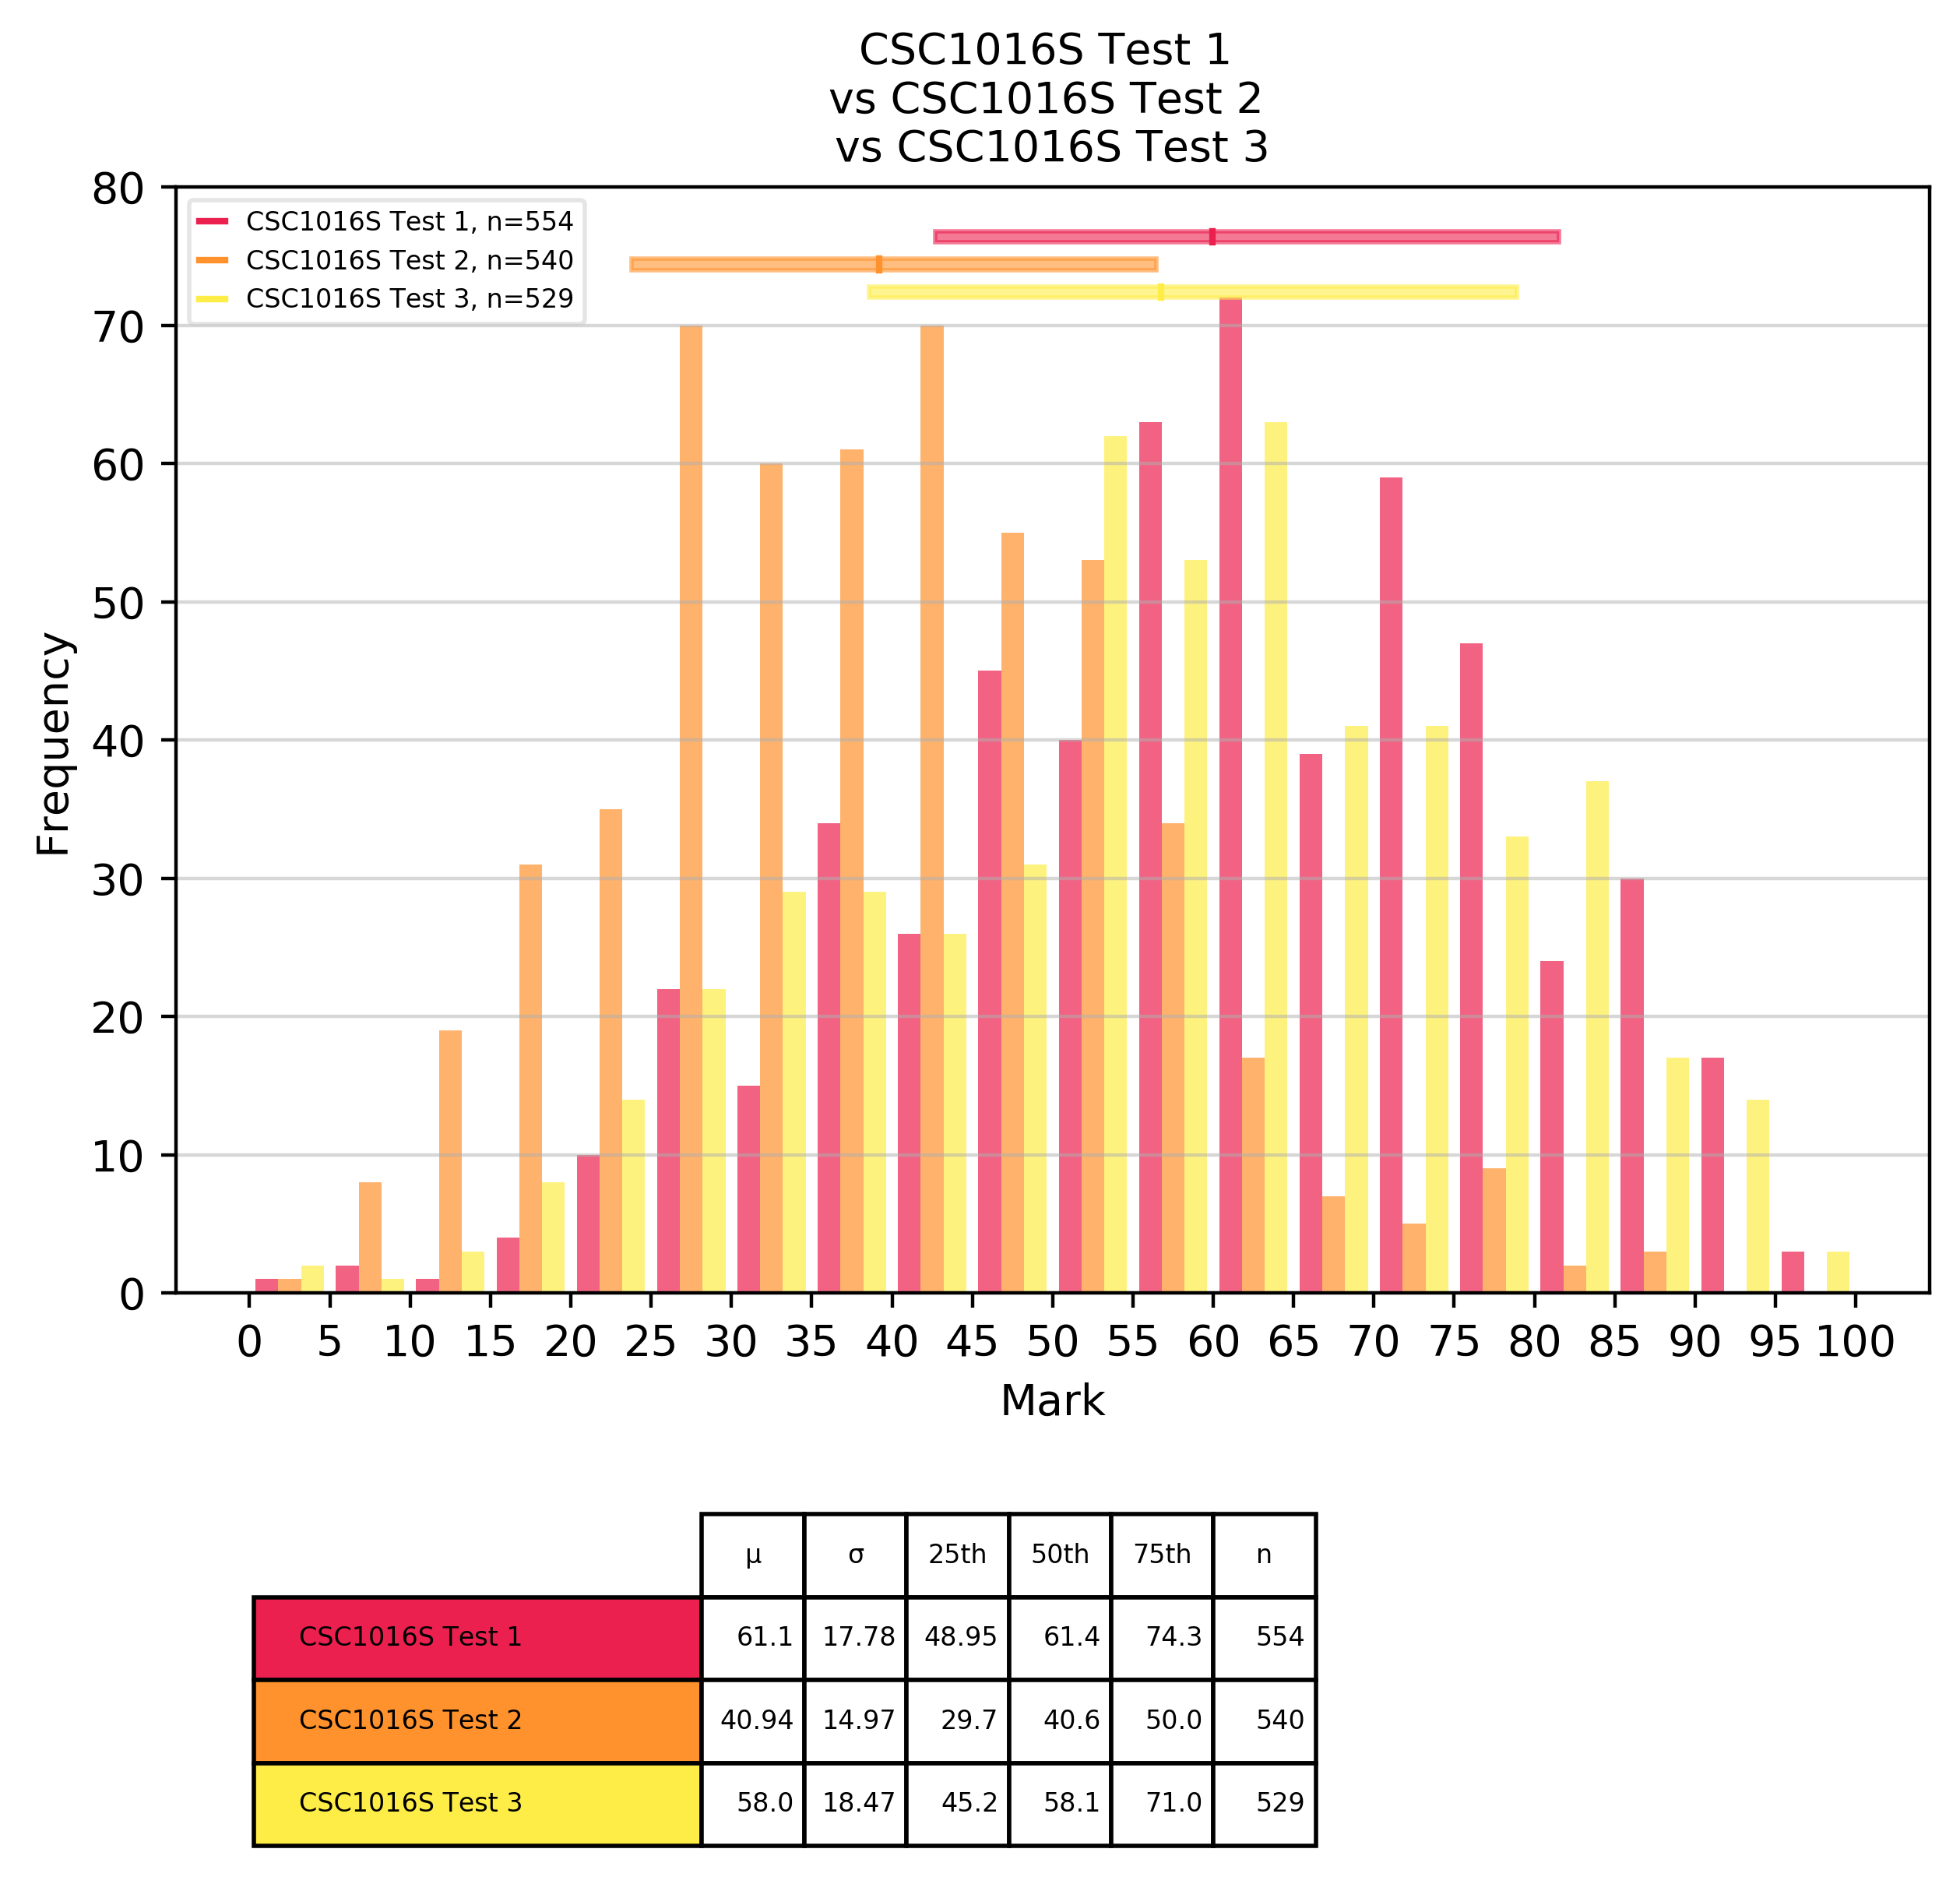 CSC1016S Test 1
vs CSC1016S Test 2
vs CSC1016S Test 3
80
70
60
50
40
30
20
10
0
Frequency
CSC1016S Test 1, n=554
CSC1016S Test 2, n=540
CSC1016S Test 3, n=529
0 5 10 15 20 25 30 35 40 45 50 55 60 65 70 75 80 85 90 95 100
Mark
μ σ 25th 50th 75th n
CSC1016S Test 1 61.1 17.78 48.95 61.4 74.3 554
CSC1016S Test 2 40.94 14.97 29.7 40.6 50.0 540
CSC1016S Test 3 58.0 18.47 45.2 58.1 71.0 529